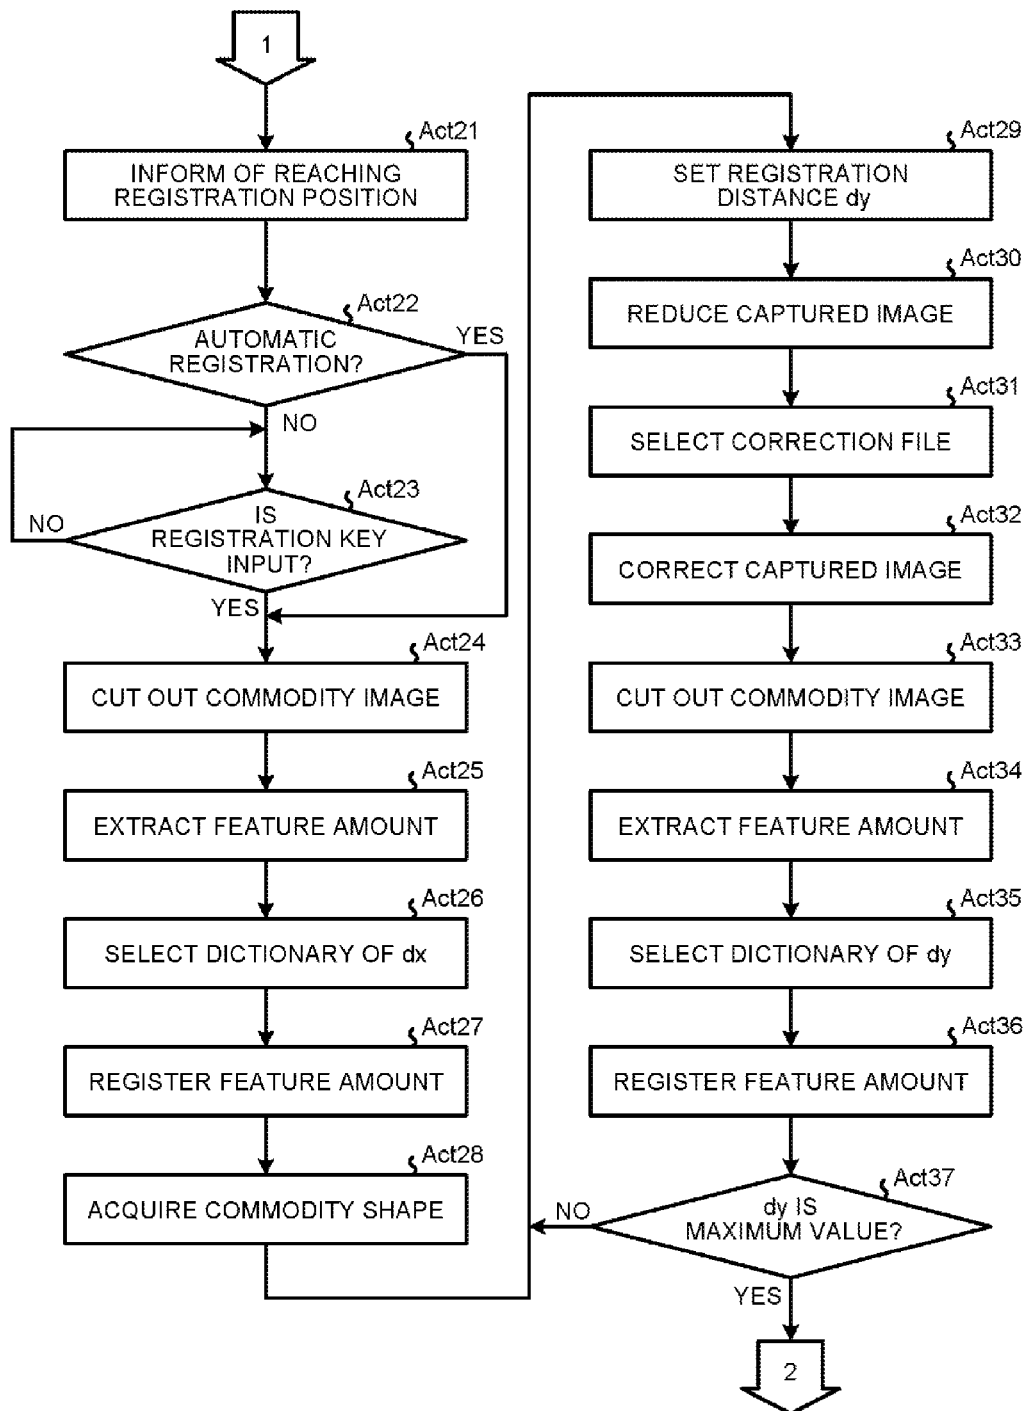 1
Act21
INFORM OF REACHING
REGISTRATION POSITION
Act22
AUTOMATIC
REGISTRATION?
YES
NO
Act23
IS
REGISTRATION KEY
INPUT?
NO
YES
Act24
CUT OUT COMMODITY IMAGE
Act25
EXTRACT FEATURE AMOUNT
Act26
SELECT DICTIONARY OF dx
Act27
REGISTER FEATURE AMOUNT
Act28
ACQUIRE COMMODITY SHAPE
Act29
SET REGISTRATION
DISTANCE dy
Act30
REDUCE CAPTURED IMAGE
Act31
SELECT CORRECTION FILE
Act32
CORRECT CAPTURED IMAGE
Act33
CUT OUT COMMODITY IMAGE
Act34
EXTRACT FEATURE AMOUNT
Act35
SELECT DICTIONARY OF dy
Act36
REGISTER FEATURE AMOUNT
Act37
dy IS
MAXIMUM VALUE?
NO
YES
2